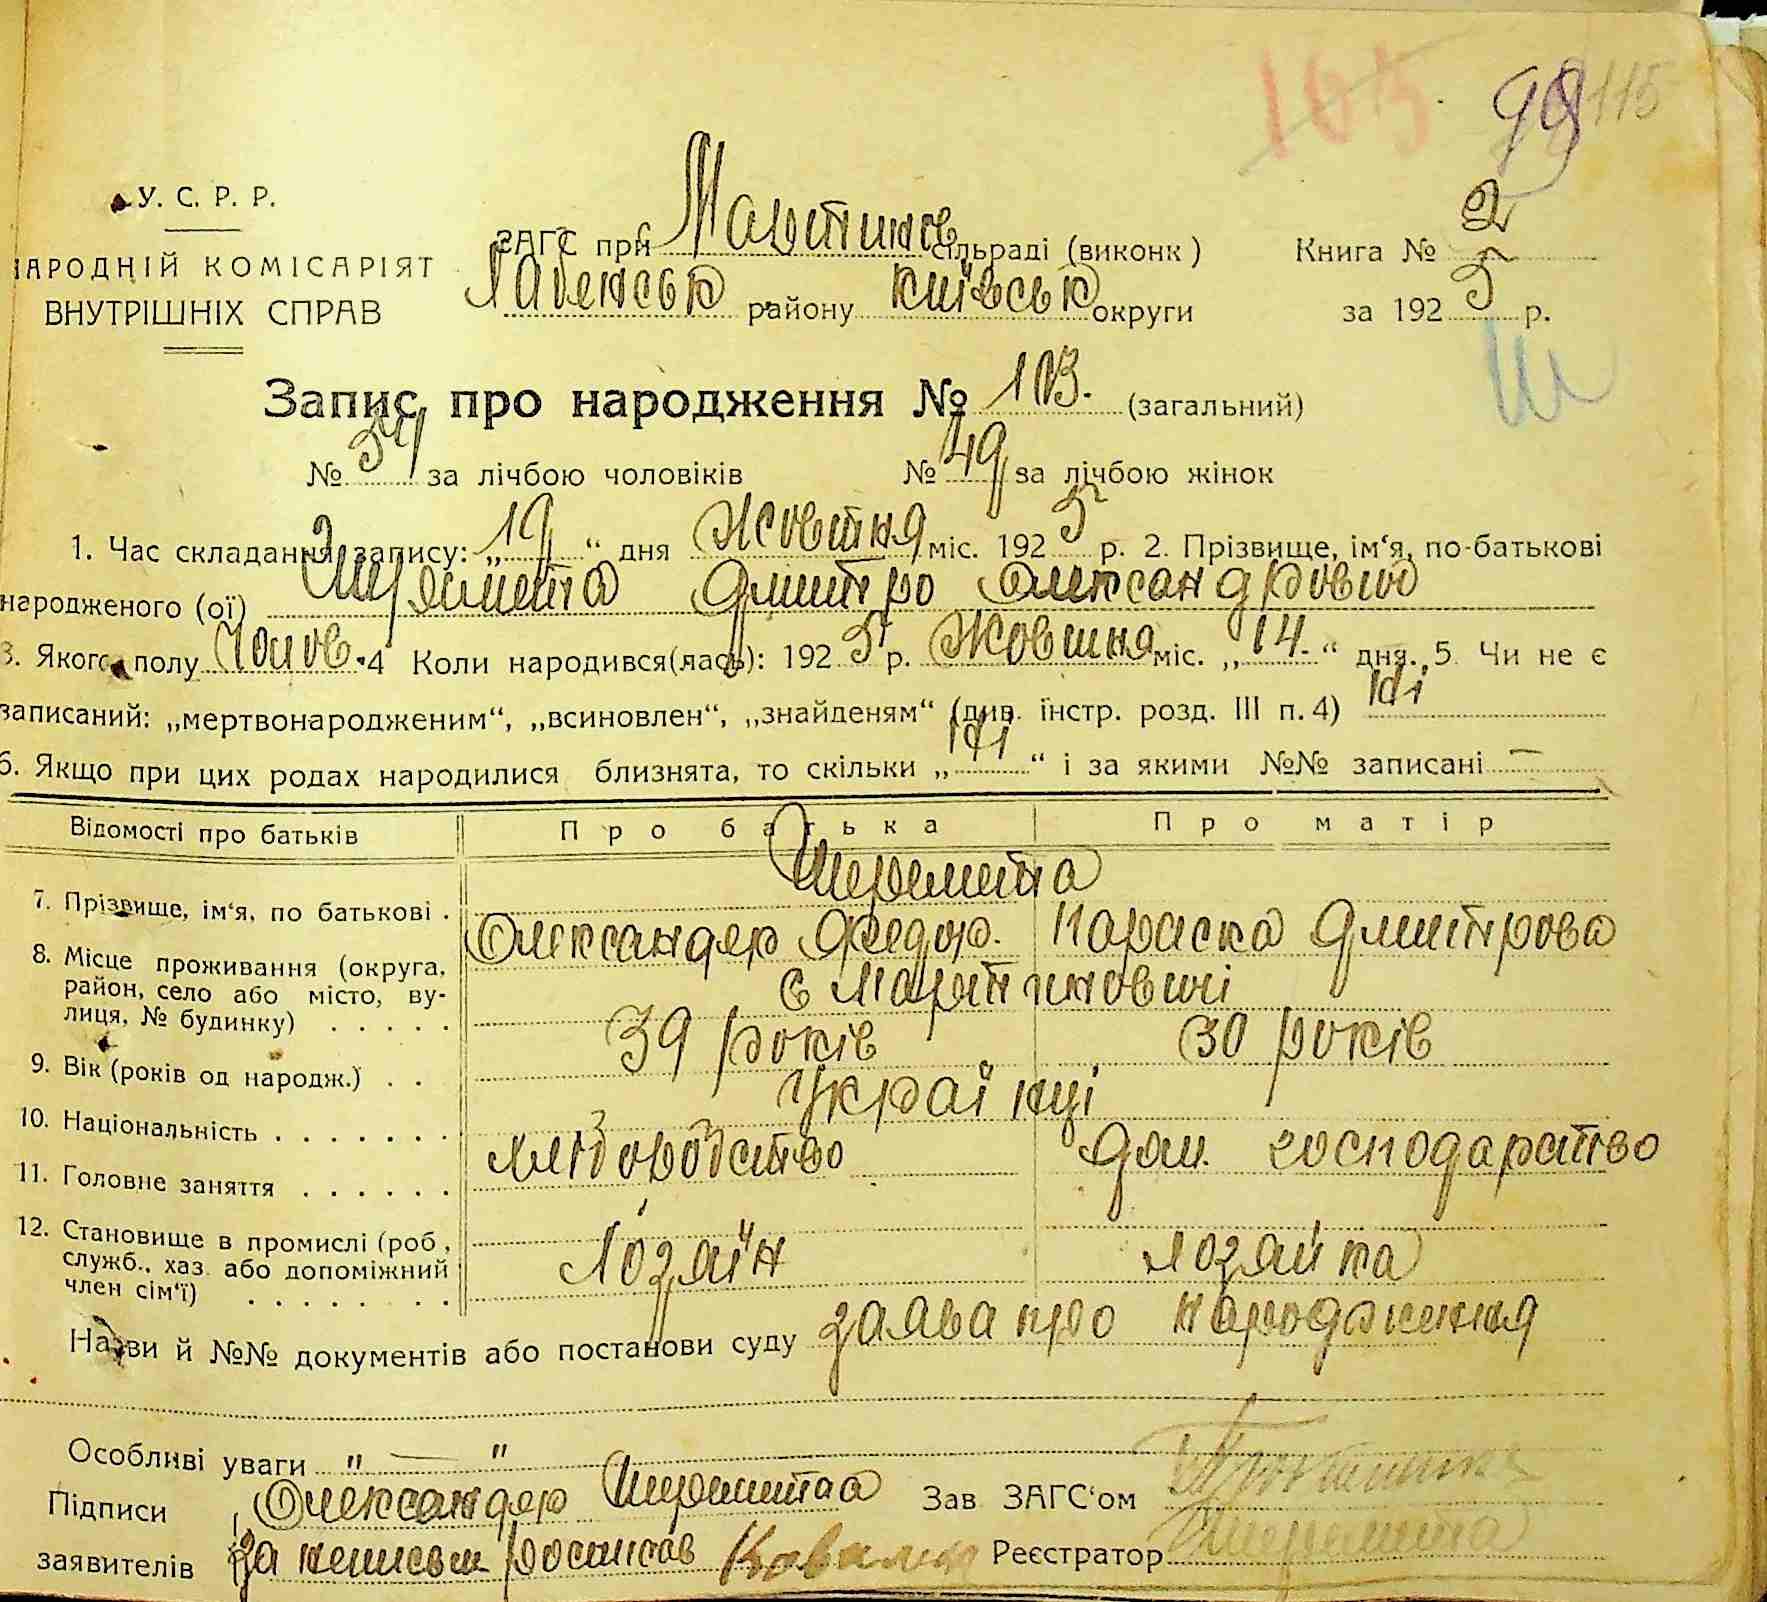 165 99 115
У. С. Р. Р.
НАРОДНІЙ КОМІСАРІЯТ
ВНУТРІШНІХ СПРАВ
ЗАГС при Мартинів сільраді (виконк)
району Київськ округи
Книга № 2
за 1925 р.
Запис про народження № 103. (загальний)
№ 54 за лічбою чоловіків № 49 за лічбою жінок
1. Час складання запису: „19“ дня Жовтня міс. 1925 р. 2. Прізвище, ім‘я, по-батькові
народженого (ої) Шеремета Дмитро Олександрович
3. Якого полу Чолов. 4 Коли народився(лась): 1925 р. Жовтня міс. „14.“ дня. 5. Чи не є
записаний: „мертвонародженим“, „всиновлен“, „знайденям“ (див. інстр. розд. III п. 4) Ні
6. Якщо при цих родах народилися близнята, то скільки „Ні“ і за якими №№ записані —
Відомості про батьків Про батька Про матір
Шеремета
7. Прізвище, ім‘я, по батькові . Олександер Федор. Параска Дмитрова
8. Місце проживання (округа, район, село або місто, вулиця, № будинку) . . . . . с Мартиновичі
9. Вік (років од народж.) . . 39 років 30 років
10. Національність . . . . . . . Українці
11. Головне заняття . . . . . . хліборобство дом. господарство
12. Становище в промислі (роб, служб., хаз. або допоміжний член сім‘ї) . . . . . . . . Хозяїн хозяйка
Назви й №№ документів або постанови суду заява про народження
Особливі уваги " — "
Підписи Олександер Шеремета Зав ЗАГС‘ом
заявителів за неписьм росписав Ковален Реєстратор Шеремета